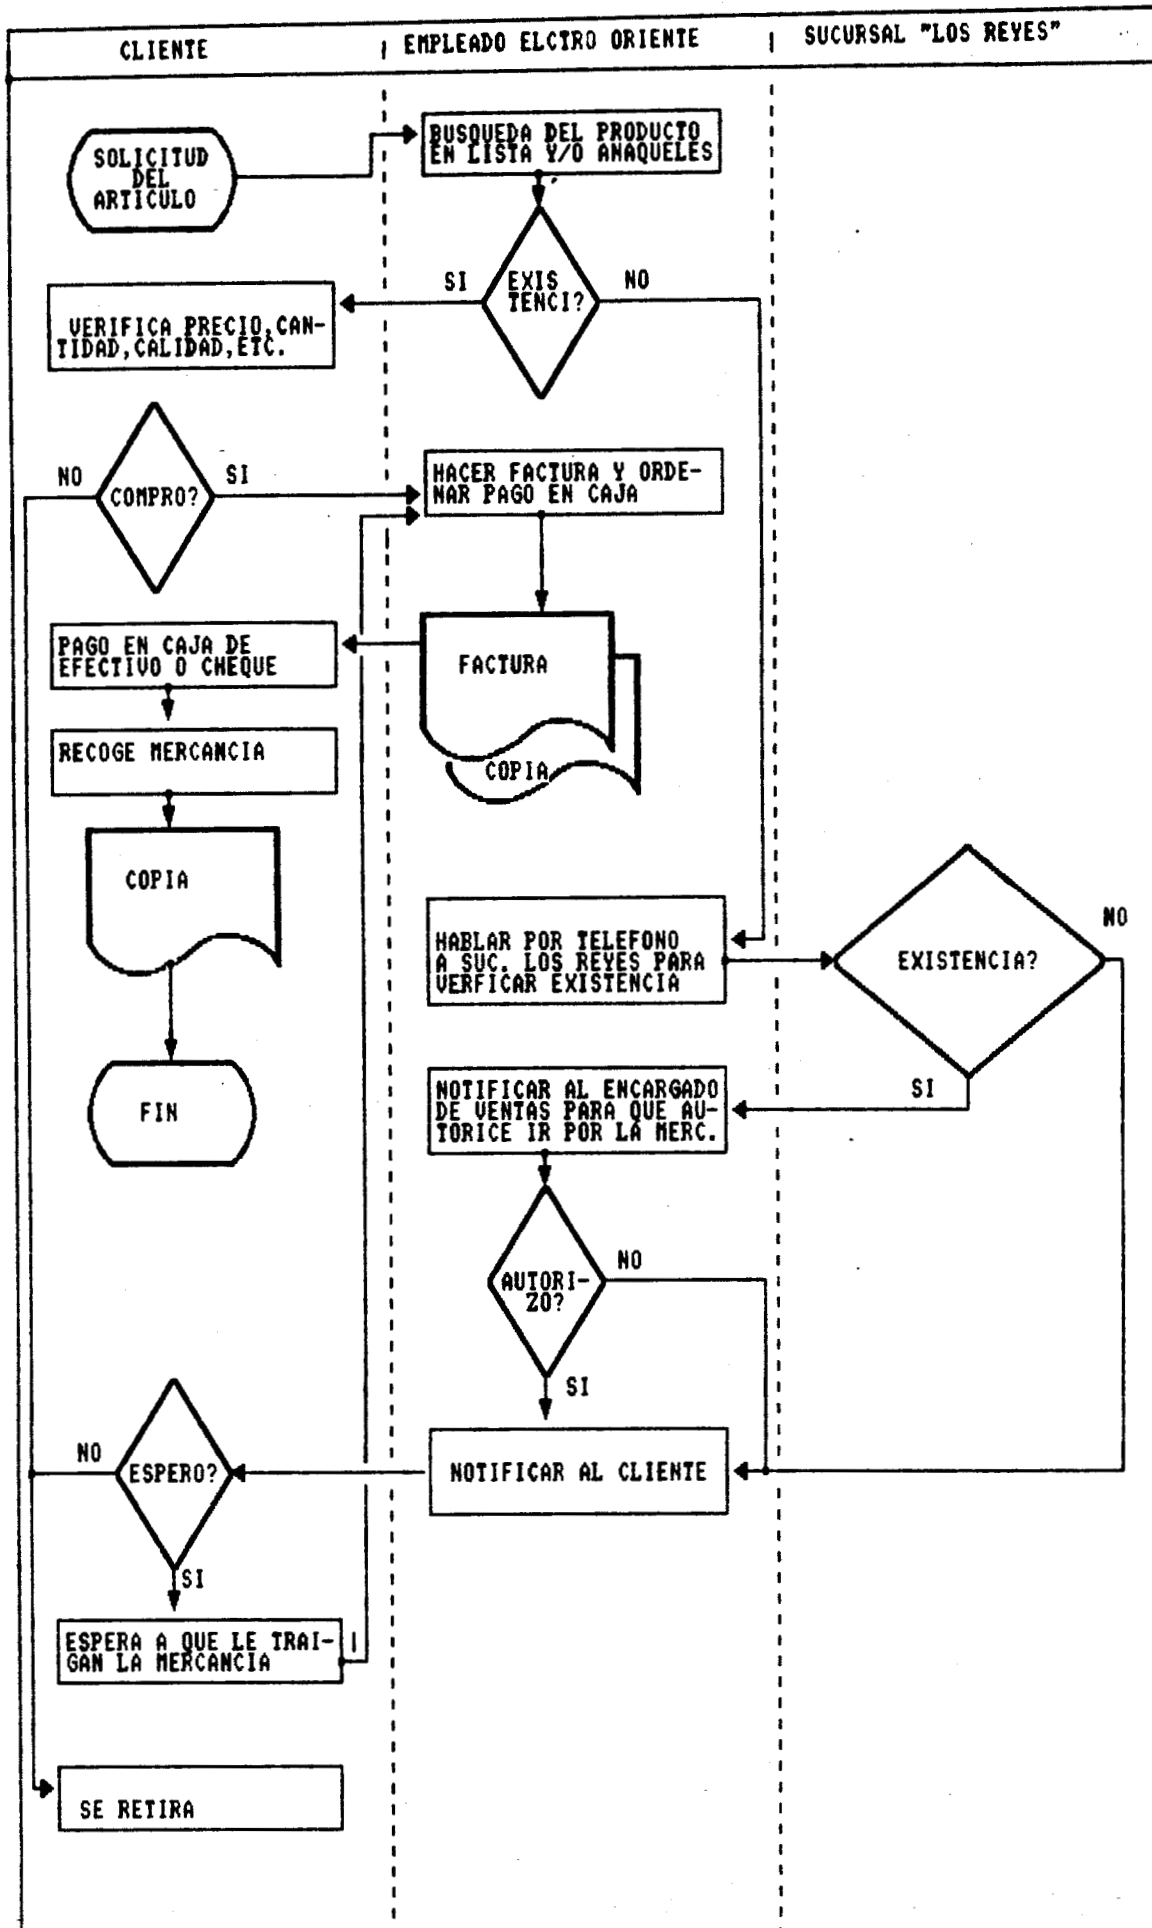 CLIENTE
EMPLEADO ELCTRO ORIENTE
SUCURSAL "LOS REYES"
SOLICITUD
DEL
ARTICULO
BUSQUEDA DEL PRODUCTO
EN LISTA Y/O ANAQUELES
SI
EXIS
TENCI?
NO
VERIFICA PRECIO,CAN-
TIDAD,CALIDAD,ETC.
NO
COMPRO?
SI
HACER FACTURA Y ORDE-
NAR PAGO EN CAJA
PAGO EN CAJA DE
EFECTIVO O CHEQUE
FACTURA
COPIA
RECOGE MERCANCIA
COPIA
FIN
HABLAR POR TELEFONO
A SUC. LOS REYES PARA
VERFICAR EXISTENCIA
EXISTENCIA?
NO
SI
NOTIFICAR AL ENCARGADO
DE VENTAS PARA QUE AU-
TORICE IR POR LA MERC.
AUTORI-
ZO?
NO
SI
NOTIFICAR AL CLIENTE
NO
ESPERO?
SI
ESPERA A QUE LE TRAI-
GAN LA MERCANCIA
SE RETIRA